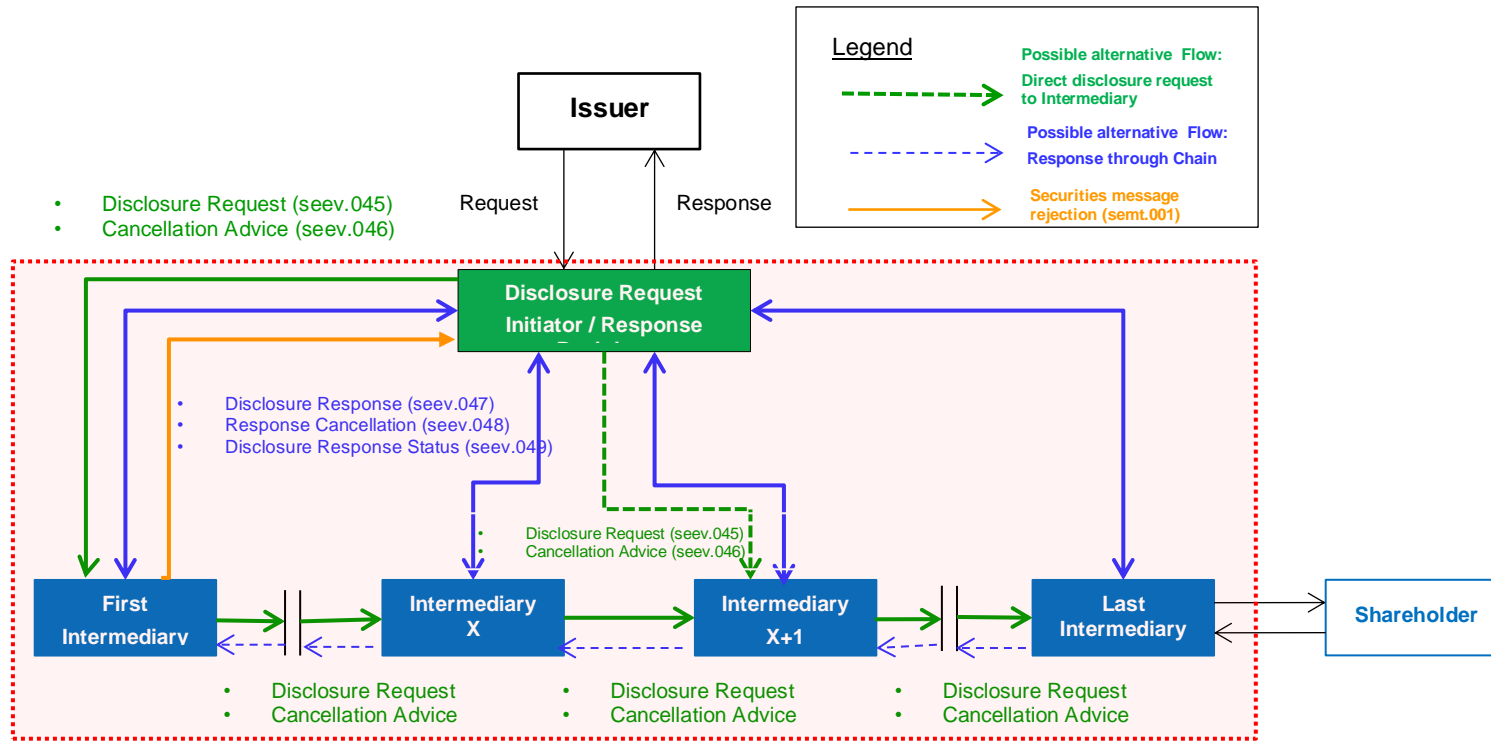 Legend
Possible alternative Flow:
Direct disclosure request
to Intermediary
Possible alternative Flow:
Response through Chain
Securities message
rejection (semt.001)
Issuer
Request
Response
• Disclosure Request (seev.045)
• Cancellation Advice (seev.046)
Disclosure Request
Initiator / Response
• Disclosure Response (seev.047)
• Response Cancellation (seev.048)
• Disclosure Response Status (seev.049)
• Disclosure Request (seev.045)
• Cancellation Advice (seev.046)
First
Intermediary
Intermediary
X
Intermediary
X+1
Last
Intermediary
Shareholder
• Disclosure Request
• Cancellation Advice
• Disclosure Request
• Cancellation Advice
• Disclosure Request
• Cancellation Advice